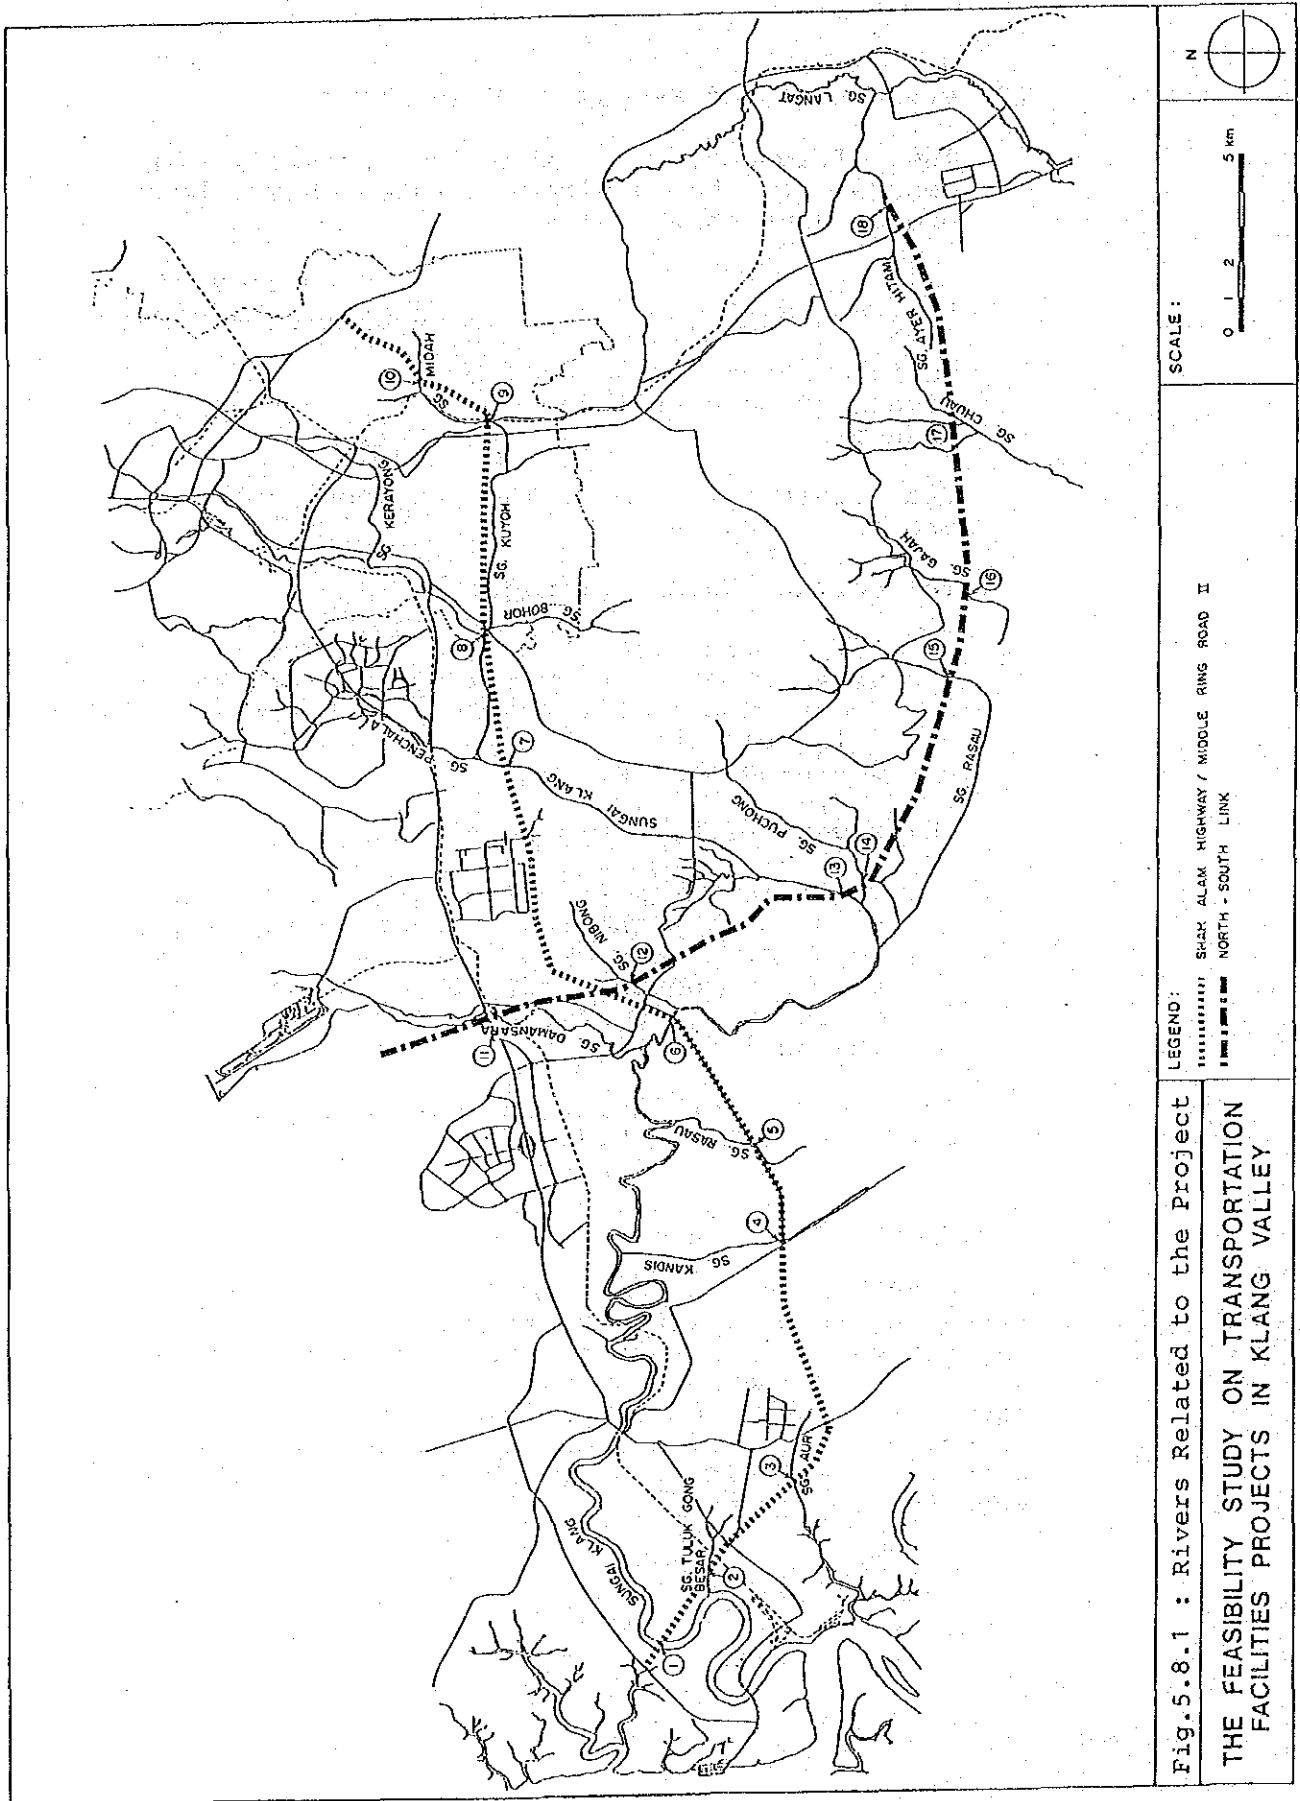 SG. LANGAT
18
SG. AYER HITAM
SG. CHUAU
17
SG. GAJAH
16
15
SG. RASAU
10
SG. MIDAH
9
SG. KERAYONG
SG. KUYOH
SG. BOHOR
8
SG. PENCHALA
7
SUNGAI KLANG
SG. PUCHONG
14
13
SG. NIBONG
12
11
SG. DAMANSARA
6
SG. RASAU
5
4
SG. KANDIS
SG. AUR
3
SG. TULUK GONG
BESAR
2
SUNGAI KLANG
1
Fig.5.8.1 : Rivers Related to the Project
THE FEASIBILITY STUDY ON TRANSPORTATION
FACILITIES PROJECTS IN KLANG VALLEY
LEGEND:
SHAH ALAM HIGHWAY / MIDDLE RING ROAD II
NORTH - SOUTH LINK
SCALE :
0 1 2 5 km
N